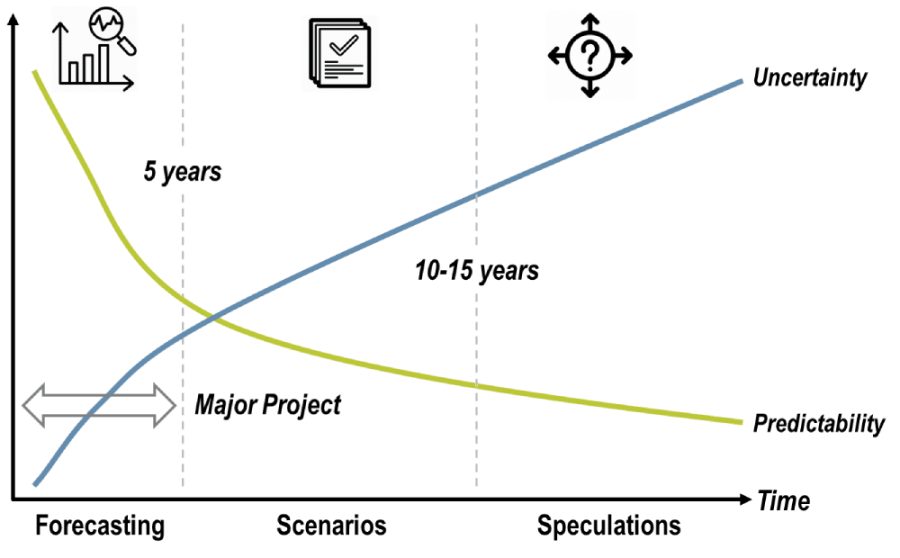 ?
Uncertainty
5 years
10-15 years
Major Project
Predictability
Time
Forecasting
Scenarios
Speculations